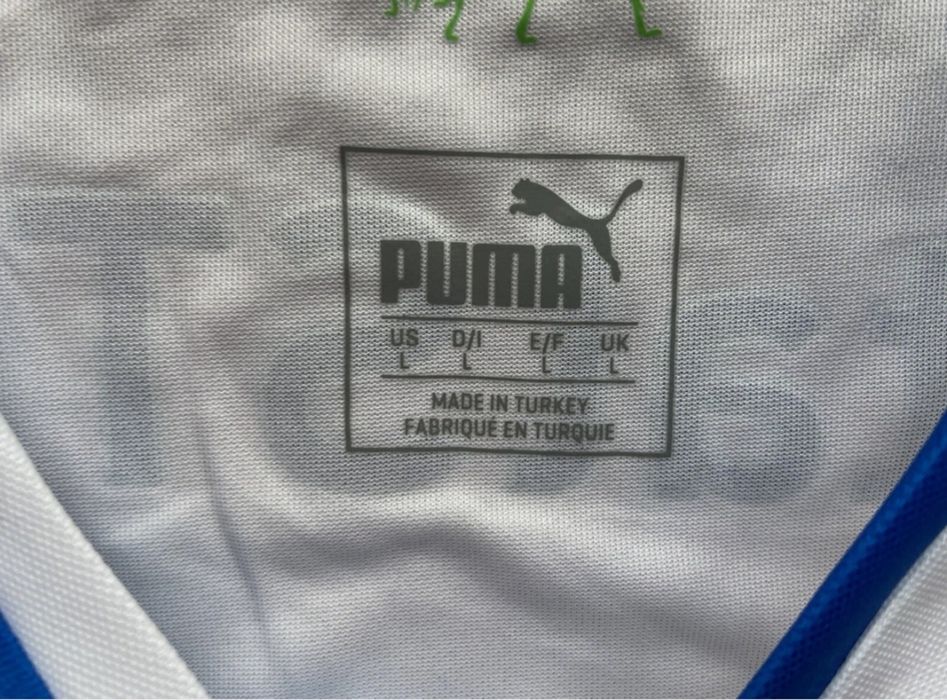 PUMA
US D/I E/F UK
L L L L
MADE IN TURKEY
FABRIQUÉ EN TURQUIE